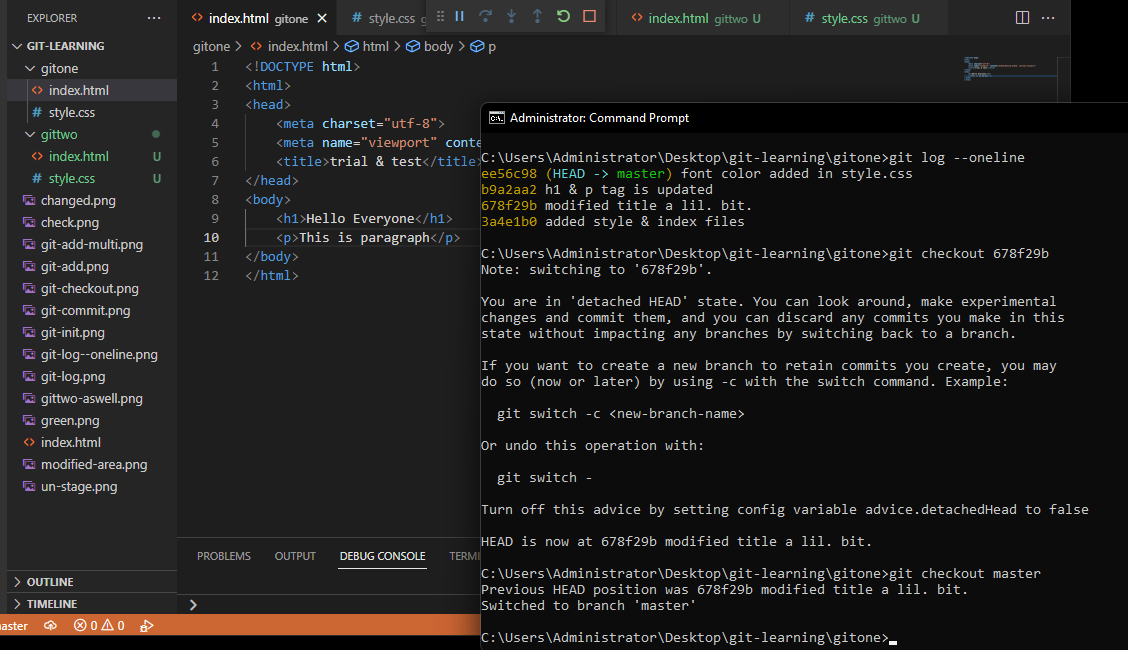 EXPLORER
GIT-LEARNING
gitone
index.html
style.css
gittwo
index.html U
style.css U
changed.png
check.png
git-add-multi.png
git-add.png
git-checkout.png
git-commit.png
git-init.png
git-log--oneline.png
git-log.png
gittwo-aswell.png
green.png
index.html
modified-area.png
un-stage.png
OUTLINE
TIMELINE
aster 0 0
index.html gitone style.css index.html gittwo U style.css gittwo U
gitone > index.html > html > body > p
1 <!DOCTYPE html>
2 <html>
3 <head>
4 <meta charset="utf-8">
5 <meta name="viewport" conte
6 <title>trial & test</title>
7 </head>
8 <body>
9 <h1>Hello Everyone</h1>
10 <p>This is paragraph</p>
11 </body>
12 </html>
PROBLEMS OUTPUT DEBUG CONSOLE TERMI
Administrator: Command Prompt
C:\Users\Administrator\Desktop\git-learning\gitone>git log --oneline
ee56c98 (HEAD -> master) font color added in style.css
b9a2aa2 h1 & p tag is updated
678f29b modified title a lil. bit.
3a4e1b0 added style & index files
C:\Users\Administrator\Desktop\git-learning\gitone>git checkout 678f29b
Note: switching to '678f29b'.
You are in 'detached HEAD' state. You can look around, make experimental
changes and commit them, and you can discard any commits you make in this
state without impacting any branches by switching back to a branch.
If you want to create a new branch to retain commits you create, you may
do so (now or later) by using -c with the switch command. Example:
git switch -c <new-branch-name>
Or undo this operation with:
git switch -
Turn off this advice by setting config variable advice.detachedHead to false
HEAD is now at 678f29b modified title a lil. bit.
C:\Users\Administrator\Desktop\git-learning\gitone>git checkout master
Previous HEAD position was 678f29b modified title a lil. bit.
Switched to branch 'master'
C:\Users\Administrator\Desktop\git-learning\gitone>